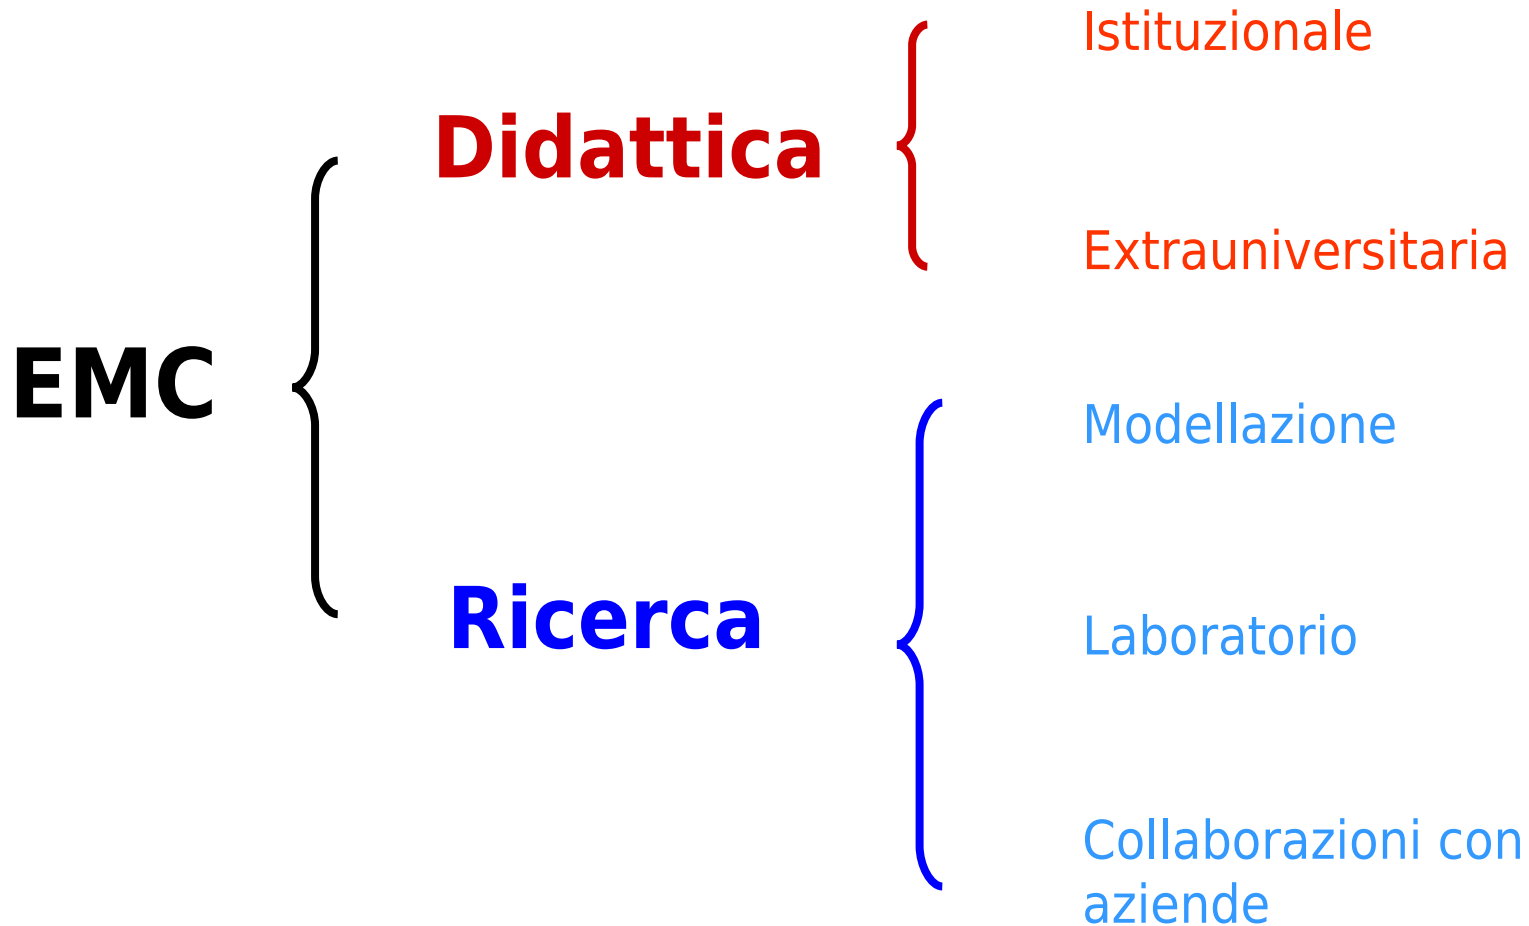 EMC
Didattica
Istituzionale
Extrauniversitaria
Ricerca
Modellazione
Laboratorio
Collaborazioni con
aziende